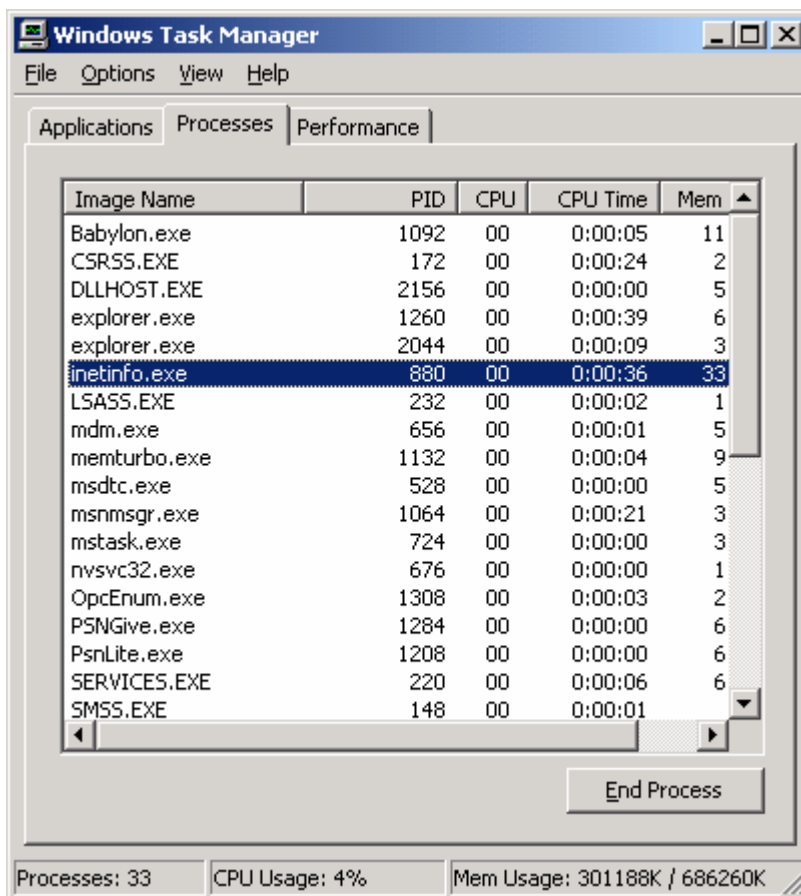 Windows Task Manager
File Options View Help
Applications Processes Performance
Image Name PID CPU CPU Time Mem
Babylon.exe 1092 00 0:00:05 11
CSRSS.EXE 172 00 0:00:24 2
DLLHOST.EXE 2156 00 0:00:00 5
explorer.exe 1260 00 0:00:39 6
explorer.exe 2044 00 0:00:09 3
inetinfo.exe 880 00 0:00:36 33
LSASS.EXE 232 00 0:00:02 1
mdm.exe 656 00 0:00:01 5
memturbo.exe 1132 00 0:00:04 9
msdtc.exe 528 00 0:00:00 5
msnmsgr.exe 1064 00 0:00:21 3
mstask.exe 724 00 0:00:00 3
nvsvc32.exe 676 00 0:00:00 1
OpcEnum.exe 1308 00 0:00:03 2
PSNGive.exe 1284 00 0:00:00 6
PsnLite.exe 1208 00 0:00:00 6
SERVICES.EXE 220 00 0:00:06 6
SMSS.EXE 148 00 0:00:01
End Process
Processes: 33 CPU Usage: 4% Mem Usage: 301188K / 686260K